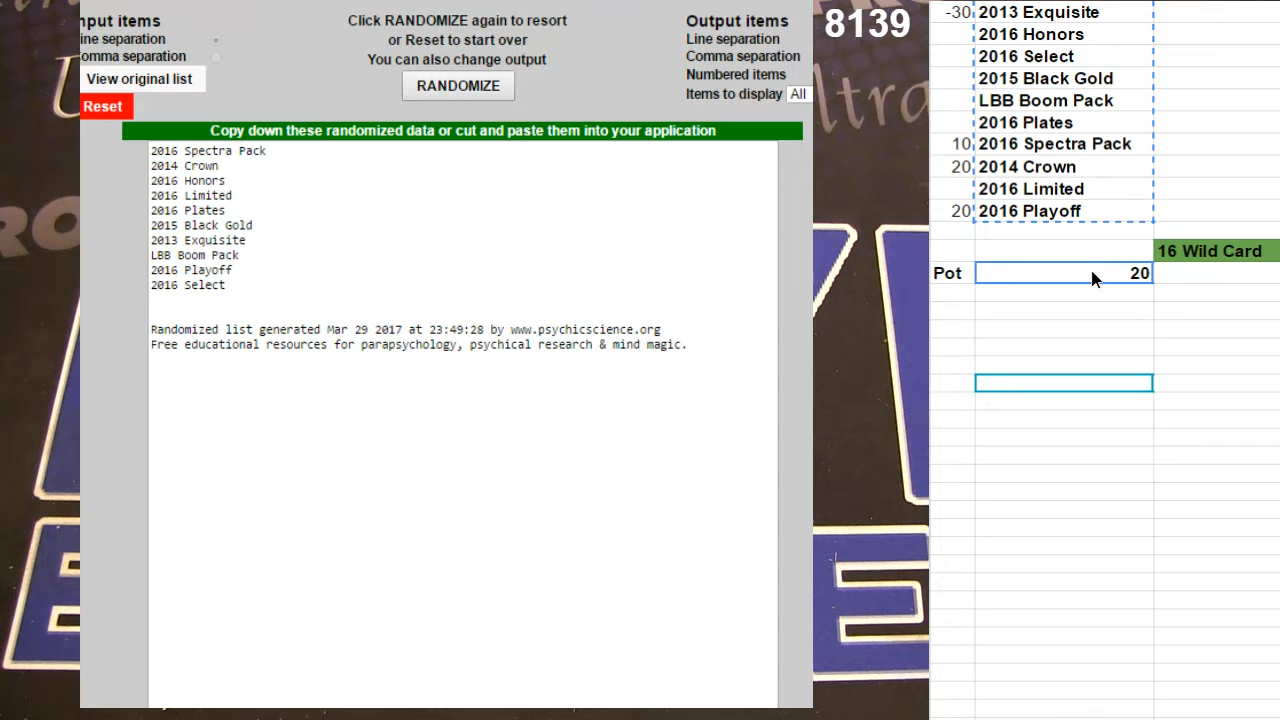 nput items
ine separation
omma separation
View original list
Reset
Click RANDOMIZE again to resort
or Reset to start over
You can also change output
RANDOMIZE
Output items
Line separation
Comma separation
Numbered items
Items to display All
8139
Copy down these randomized data or cut and paste them into your application
2016 Spectra Pack
2014 Crown
2016 Honors
2016 Limited
2016 Plates
2015 Black Gold
2013 Exquisite
LBB Boom Pack
2016 Playoff
2016 Select
Randomized list generated Mar 29 2017 at 23:49:28 by www.psychicscience.org
Free educational resources for parapsychology, psychical research & mind magic.
-30 2013 Exquisite
2016 Honors
2016 Select
2015 Black Gold
LBB Boom Pack
2016 Plates
10 2016 Spectra Pack
20 2014 Crown
2016 Limited
20 2016 Playoff
16 Wild Card
Pot 20